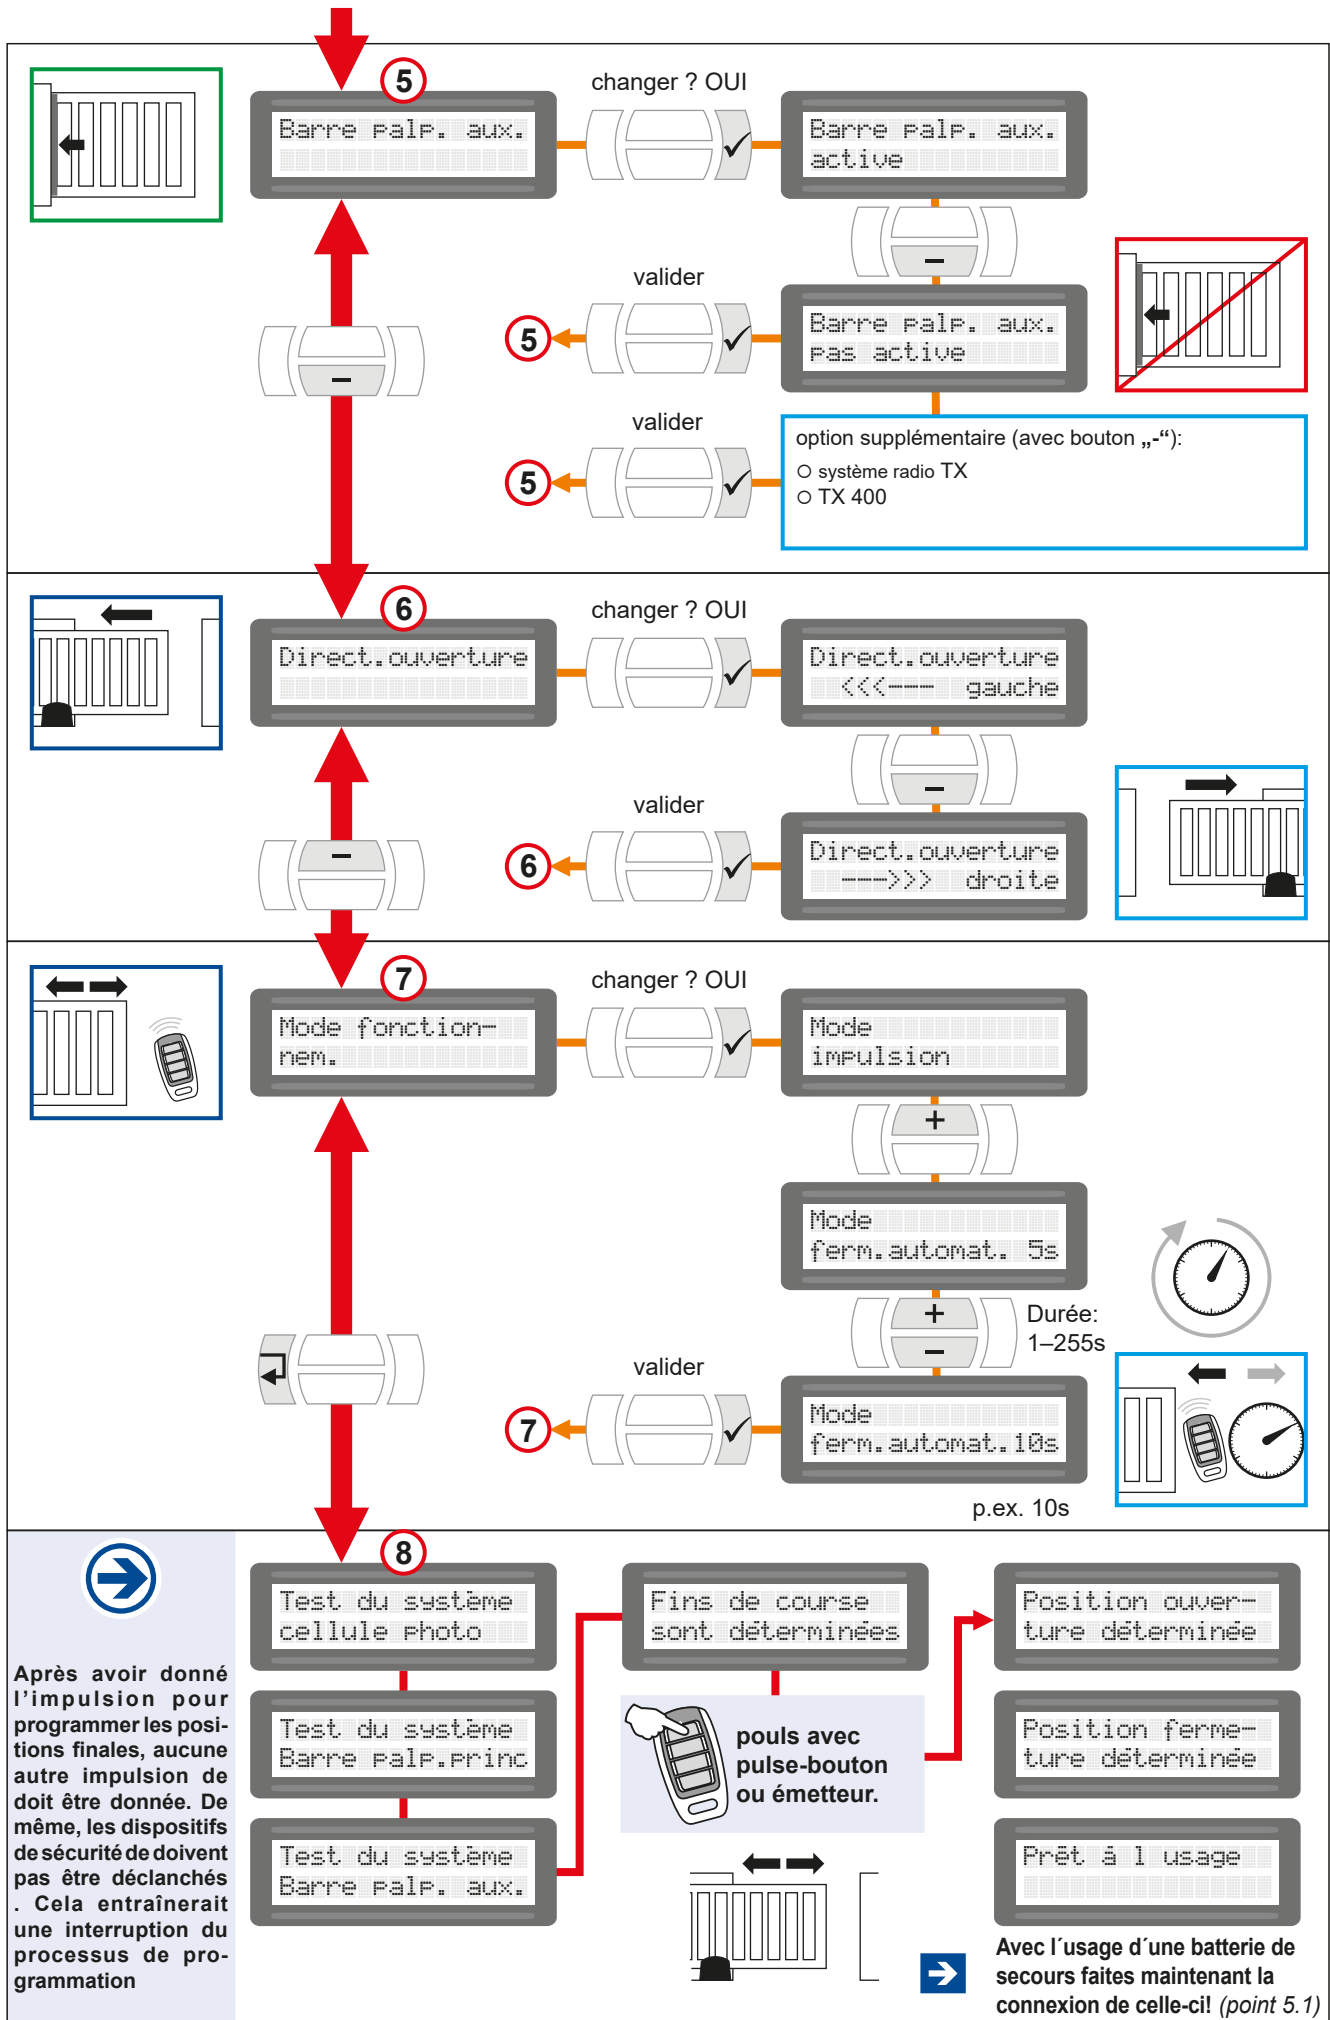 5
changer ? OUI
Barre palp. aux.
Barre palp. aux.
active
–
valider
5
Barre palp. aux.
pas active
–
valider
5
option supplémentaire (avec bouton „-“):
système radio TX
TX 400
6
changer ? OUI
Direct.ouverture
Direct.ouverture
<<<--- gauche
–
valider
6
Direct.ouverture
--->>> droite
–
7
changer ? OUI
Mode fonction-
nem.
Mode
impulsion
+
Mode
ferm.automat. 5s
+
–
Durée:
1–255s
valider
7
Mode
ferm.automat.10s
p.ex. 10s
8
Test du système
cellule photo
Test du système
Barre palp.princ
Test du système
Barre palp. aux.
Fins de course
sont déterminées
pouls avec
pulse-bouton
ou émetteur.
Position ouver-
ture déterminée
Position ferme-
ture déterminée
Prêt à l usage
Après avoir donné
l’impulsion pour
programmer les posi-
tions finales, aucune
autre impulsion de
doit être donnée. De
même, les dispositifs
de sécurité de doivent
pas être déclanchés
. Cela entraînerait
une interruption du
processus de pro-
grammation
Avec l´usage d´une batterie de
secours faites maintenant la
connexion de celle-ci! (point 5.1)